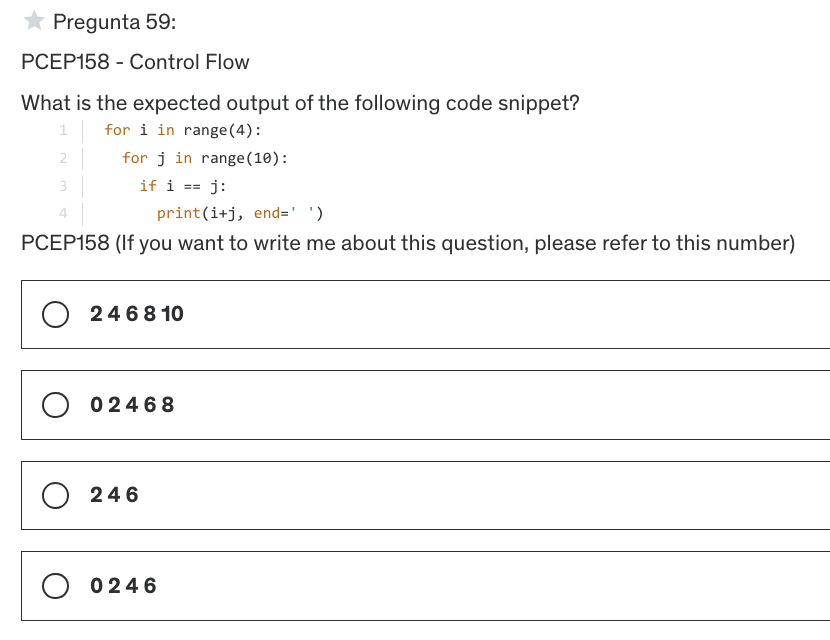 Pregunta 59:
PCEP158 - Control Flow
What is the expected output of the following code snippet?
1 for i in range(4):
2 for j in range(10):
3 if i == j:
4 print(i+j, end=' ')
PCEP158 (If you want to write me about this question, please refer to this number)
2 4 6 8 10
0 2 4 6 8
2 4 6
0 2 4 6